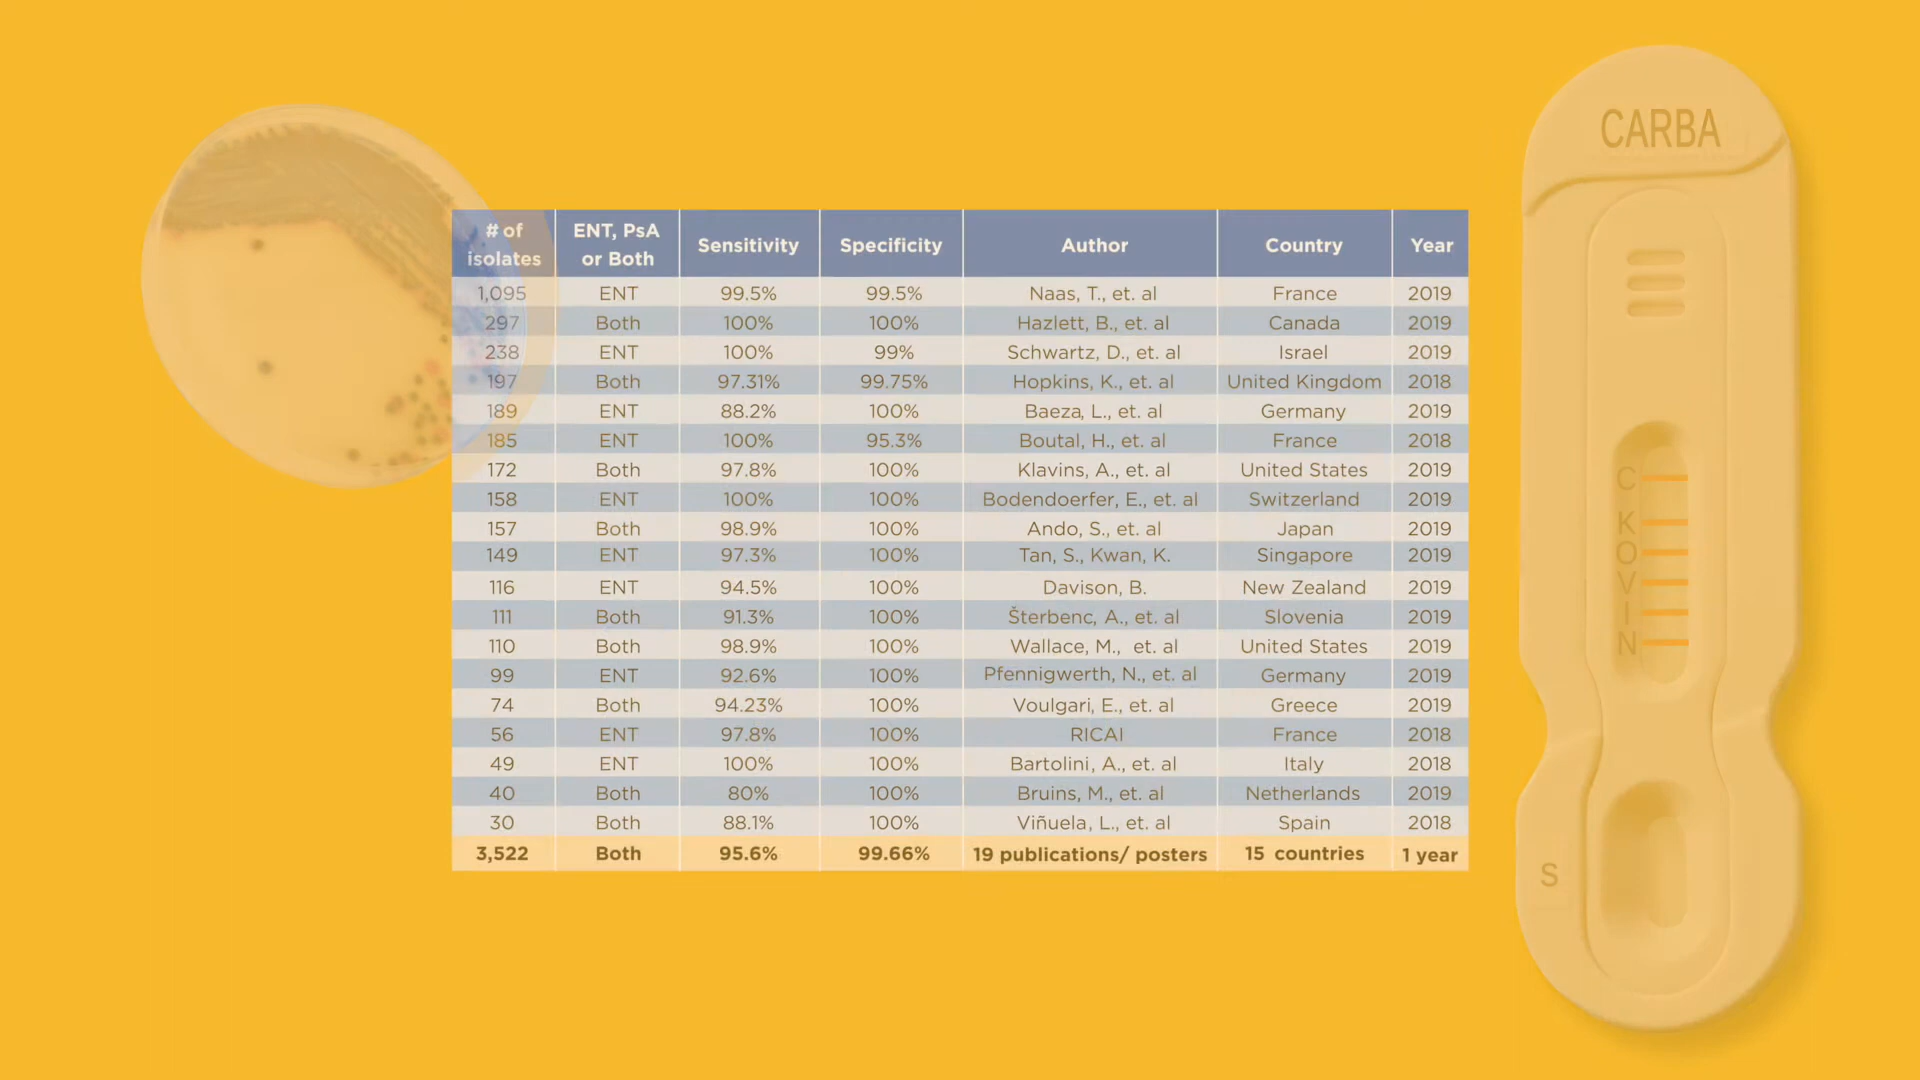 CARBA
# of isolates ENT, PsA or Both Sensitivity Specificity Author Country Year
1,095 ENT 99.5% 99.5% Naas, T., et. al France 2019
297 Both 100% 100% Hazlett, B., et. al Canada 2019
238 ENT 100% 99% Schwartz, D., et. al Israel 2019
197 Both 97.31% 99.75% Hopkins, K., et. al United Kingdom 2018
189 ENT 88.2% 100% Baeza, L., et. al Germany 2019
185 ENT 100% 95.3% Boutal, H., et. al France 2018
172 Both 97.8% 100% Klavins, A., et. al United States 2019
158 ENT 100% 100% Bodendoerfer, E., et. al Switzerland 2019
157 Both 98.9% 100% Ando, S., et. al Japan 2019
149 ENT 97.3% 100% Tan, S., Kwan, K. Singapore 2019
116 ENT 94.5% 100% Davison, B. New Zealand 2019
111 Both 91.3% 100% Šterbenc, A., et. al Slovenia 2019
110 Both 98.9% 100% Wallace, M., et. al United States 2019
99 ENT 92.6% 100% Pfennigwerth, N., et. al Germany 2019
74 Both 94.23% 100% Voulgari, E., et. al Greece 2019
56 ENT 97.8% 100% RICAI France 2018
49 ENT 100% 100% Bartolini, A., et. al Italy 2018
40 Both 80% 100% Bruins, M., et. al Netherlands 2019
30 Both 88.1% 100% Viñuela, L., et. al Spain 2018
3,522 Both 95.6% 99.66% 19 publications/ posters 15 countries 1 year
C
K
O
V
I
N
S